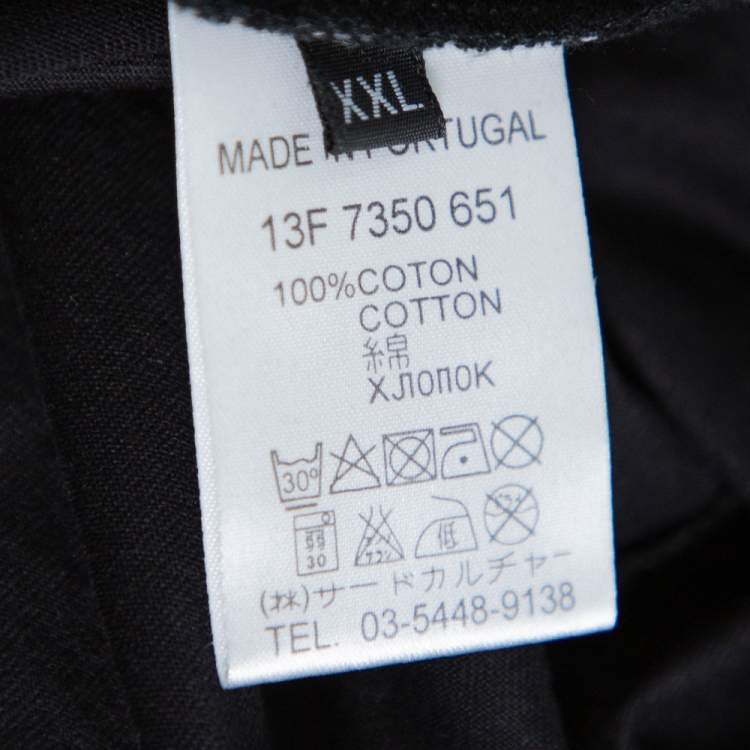 XXL
MADE IN PORTUGAL
13F 7350 651
100%COTON
COTTON
綿
ХЛОПОК
30°
30
低
(株)サードカルチャー
TEL. 03-5448-9138